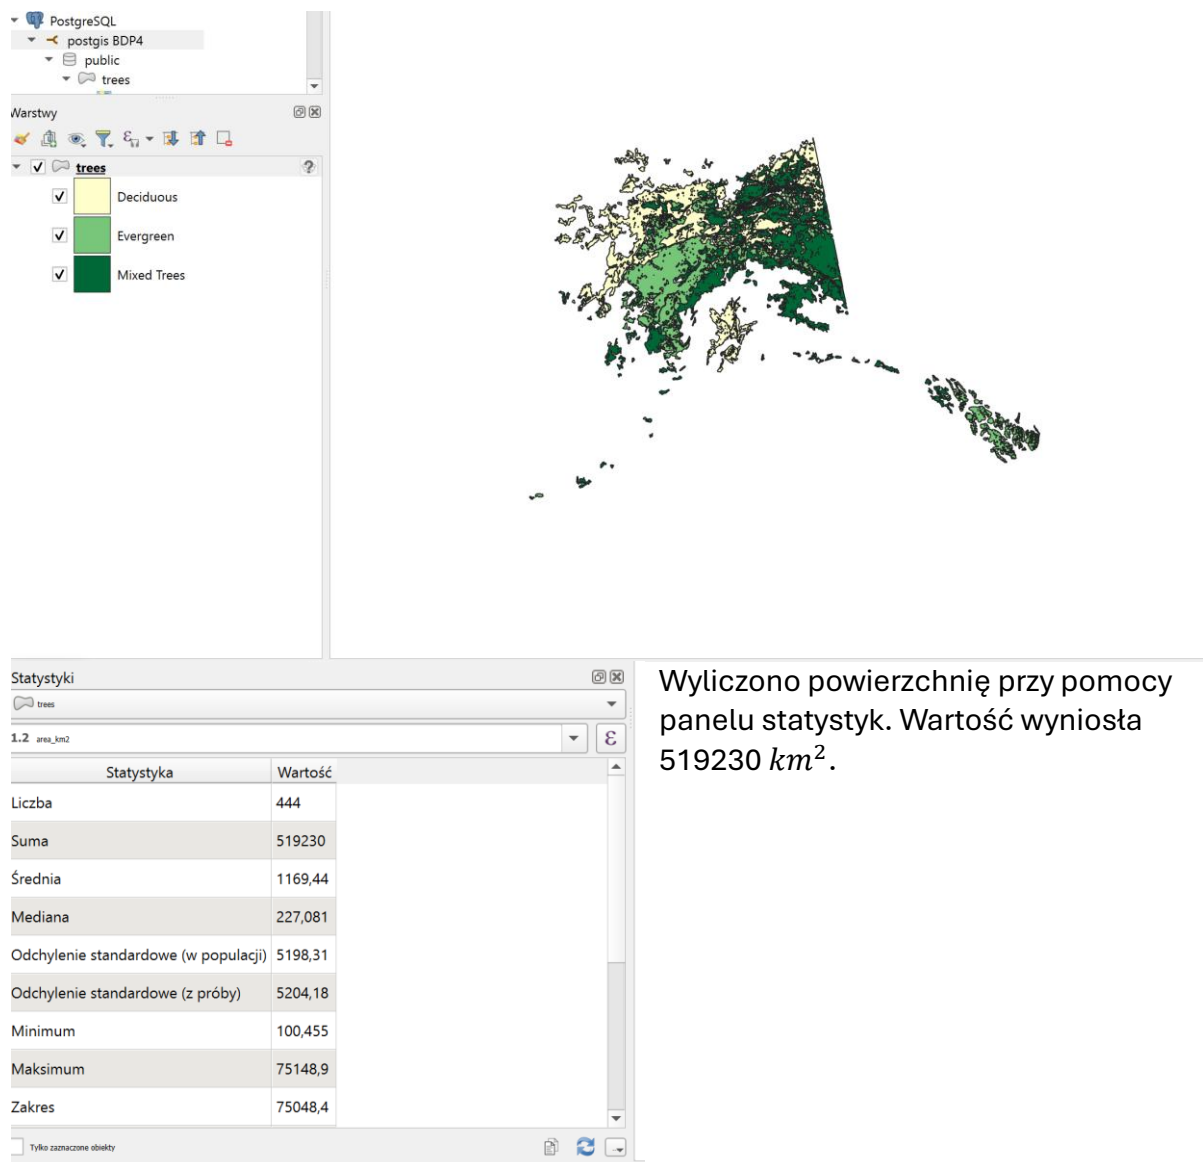 PostgreSQL
postgis BDP4
public
trees
Warstwy
trees
Deciduous
Evergreen
Mixed Trees
Statystyki
trees
1.2 area_km2
Statystyka Wartość
Liczba 444
Suma 519230
Średnia 1169,44
Mediana 227,081
Odchylenie standardowe (w populacji) 5198,31
Odchylenie standardowe (z próby) 5204,18
Minimum 100,455
Maksimum 75148,9
Zakres 75048,4
Tylko zaznaczone obiekty
Wyliczono powierzchnię przy pomocy
panelu statystyk. Wartość wyniosła
519230 km².